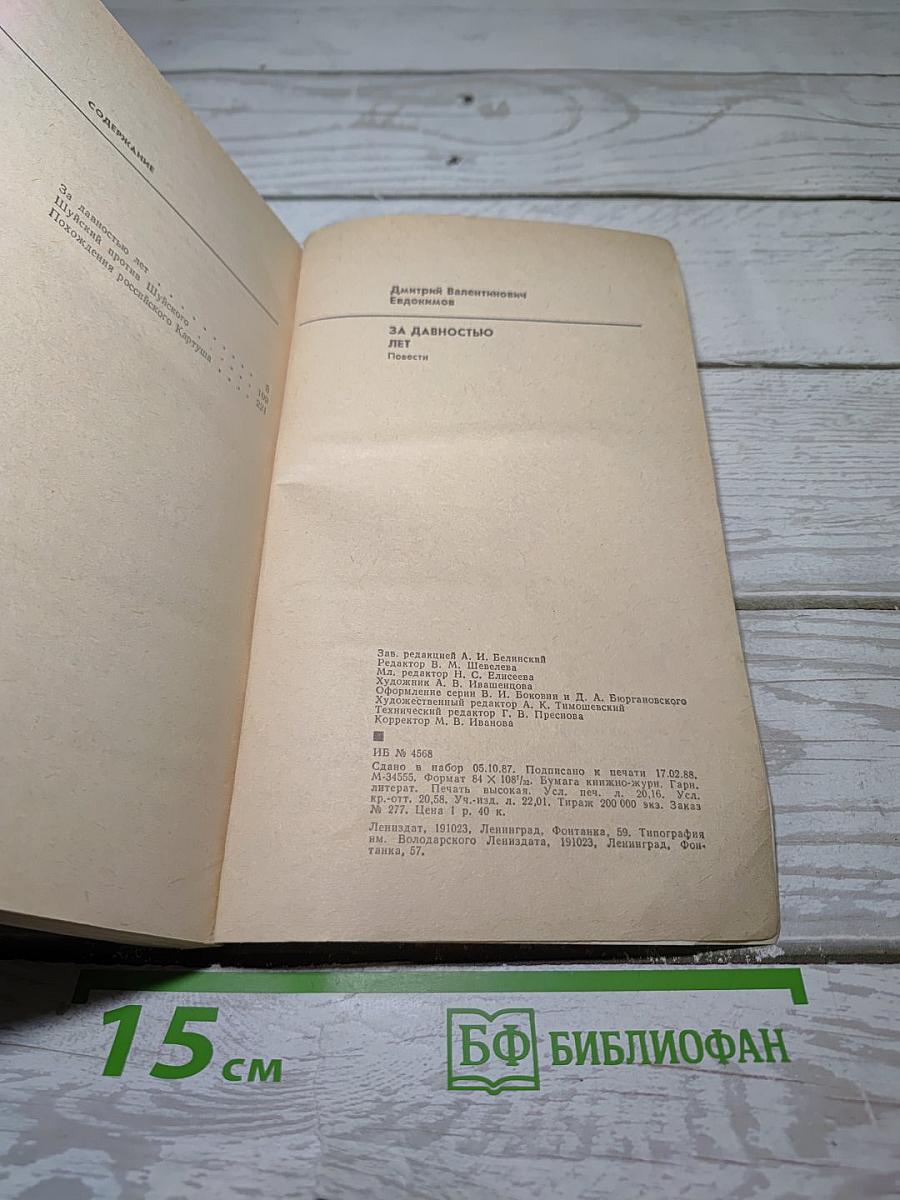 СОДЕРЖАНИЕ
За давностью лет . . . . . . . . 5
Шуйский против Шуйского . . . . . . 109
Похождения российского Картуша . . . . 221
Дмитрий Валентинович
Евдокимов
ЗА ДАВНОСТЬЮ
ЛЕТ
Повести
Зав. редакцией А. И. Белинский
Редактор В. М. Шевелева
Мл. редактор Н. С. Елисеева
Художник А. В. Ивашенцова
Оформление серии В. И. Боковни и Д. А. Бюргановского
Художественный редактор А. К. Тимошевский
Технический редактор Г. В. Преснова
Корректор М. В. Иванова
ИБ № 4568
Сдано в набор 05.10.87. Подписано к печати 17.02.88.
М-34555. Формат 84 × 108¹/₃₂. Бумага книжно-журн. Гарн.
литерат. Печать высокая. Усл. печ. л. 20,16. Усл.
кр.-отт. 20,58. Уч.-изд. л. 22,01. Тираж 200 000 экз. Заказ
№ 277. Цена 1 р. 40 к.
Лениздат, 191023, Ленинград, Фонтанка, 59. Типография
им. Володарского Лениздата, 191023, Ленинград, Фон-
танка, 57.
15 см
БФ БИБЛИОФАН